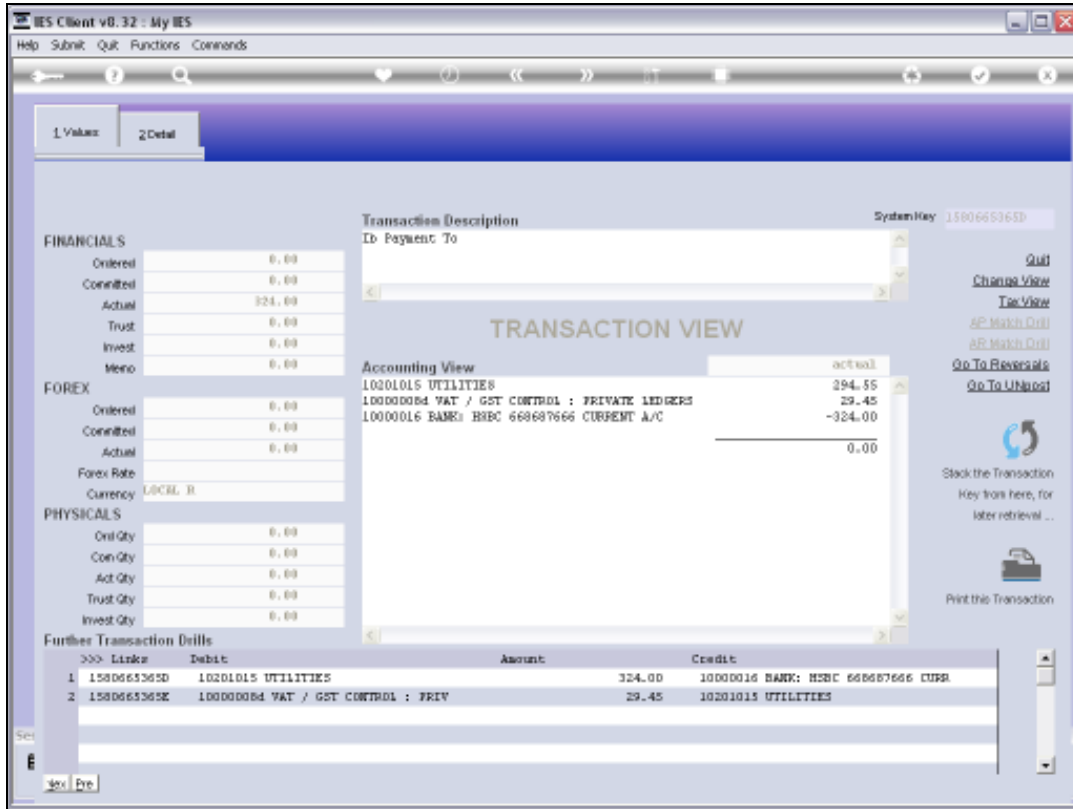 IES Client v8.32 : My IES
Help Submit Quit Functions Commands
1 Values 2 Detail
System Key 1580665365D
Transaction Description
Ib Payment To
FINANCIALS
Ordered 0.00
Committed 0.00
Actual 324.00
Trust 0.00
Invest 0.00
Memo 0.00
FOREX
Ordered 0.00
Committed 0.00
Actual 0.00
Forex Rate
Currency LOCAL R
PHYSICALS
Ord Qty 0.00
Com Qty 0.00
Act Qty 0.00
Trust Qty 0.00
Invest Qty 0.00
TRANSACTION VIEW
Accounting View actual
10201015 UTILITIES 294.55
10000008d VAT / GST CONTROL : PRIVATE LEDGERS 29.45
10000016 BANK: HSBC 668687666 CURRENT A/C -324.00
0.00
Quit
Change View
Tax View
AP Match Drill
AR Match Drill
Go To Reversals
Go To UNpost
Stack the Transaction
Key from here, for
later retrieval ...
Print this Transaction
Further Transaction Drills
>>> Links Debit Amount Credit
1 1580665365D 10201015 UTILITIES 324.00 10000016 BANK: HSBC 668687666 CURR
2 1580665365E 10000008d VAT / GST CONTROL : PRIV 29.45 10201015 UTILITIES
Pre